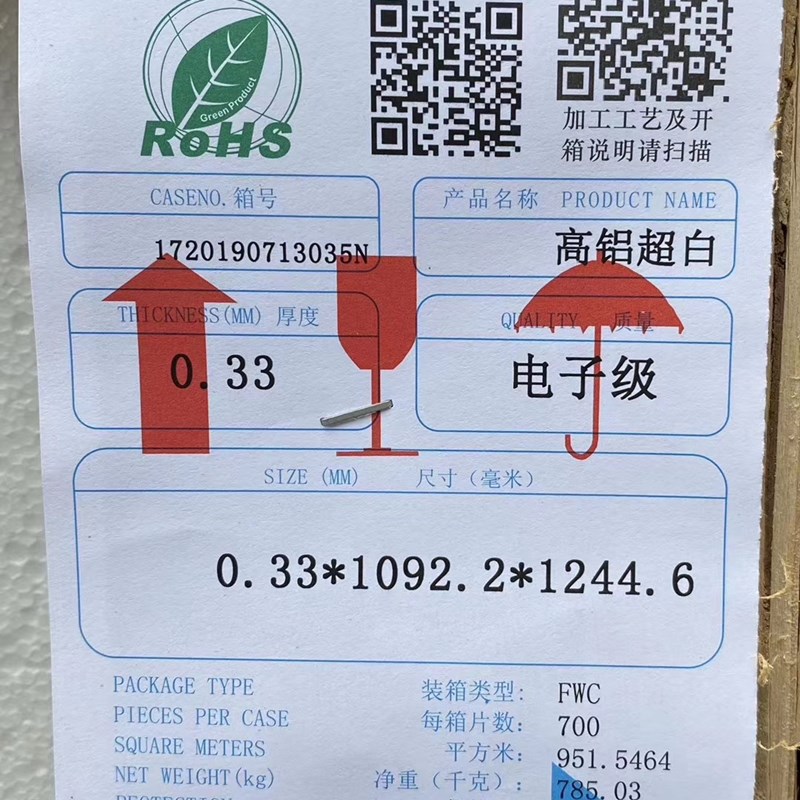 Green Product
RoHS
加工工艺及开
箱说明请扫描
CASENO.箱号
1720190713035N
产品名称 PRODUCT NAME
高铝超白
THICKNESS(MM) 厚度
0.33
QUALITY 质量
电子级
SIZE (MM) 尺寸（毫米）
0.33*1092.2*1244.6
PACKAGE TYPE 装箱类型: FWC
PIECES PER CASE 每箱片数: 700
SQUARE METERS 平方米: 951.5464
NET WEIGHT(kg) 净重（千克）: 785.03
PROTECTION